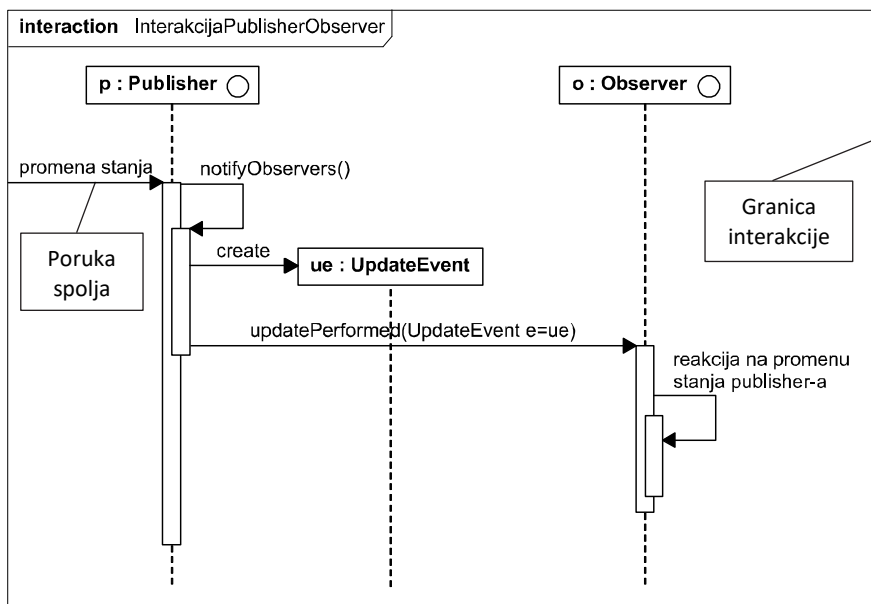 interaction InterakcijaPublisherObserver
p : Publisher
o : Observer
promena stanja
notifyObservers()
Poruka
spolja
Granica
interakcije
create
ue : UpdateEvent
updatePerformed(UpdateEvent e=ue)
reakcija na promenu
stanja publisher-a